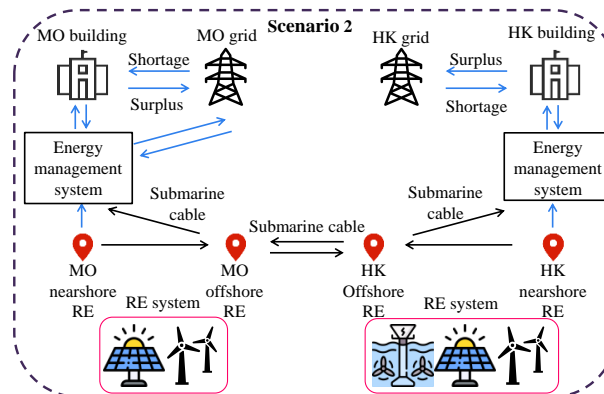 Scenario 2
MO building
MO grid
HK grid
HK building
Shortage
Surplus
Surplus
Shortage
Energy
management
system
Energy
management
system
Submarine
cable
Submarine cable
Submarine
cable
MO
nearshore
RE
MO
offshore
RE
HK
Offshore
RE
HK
nearshore
RE
RE system
RE system